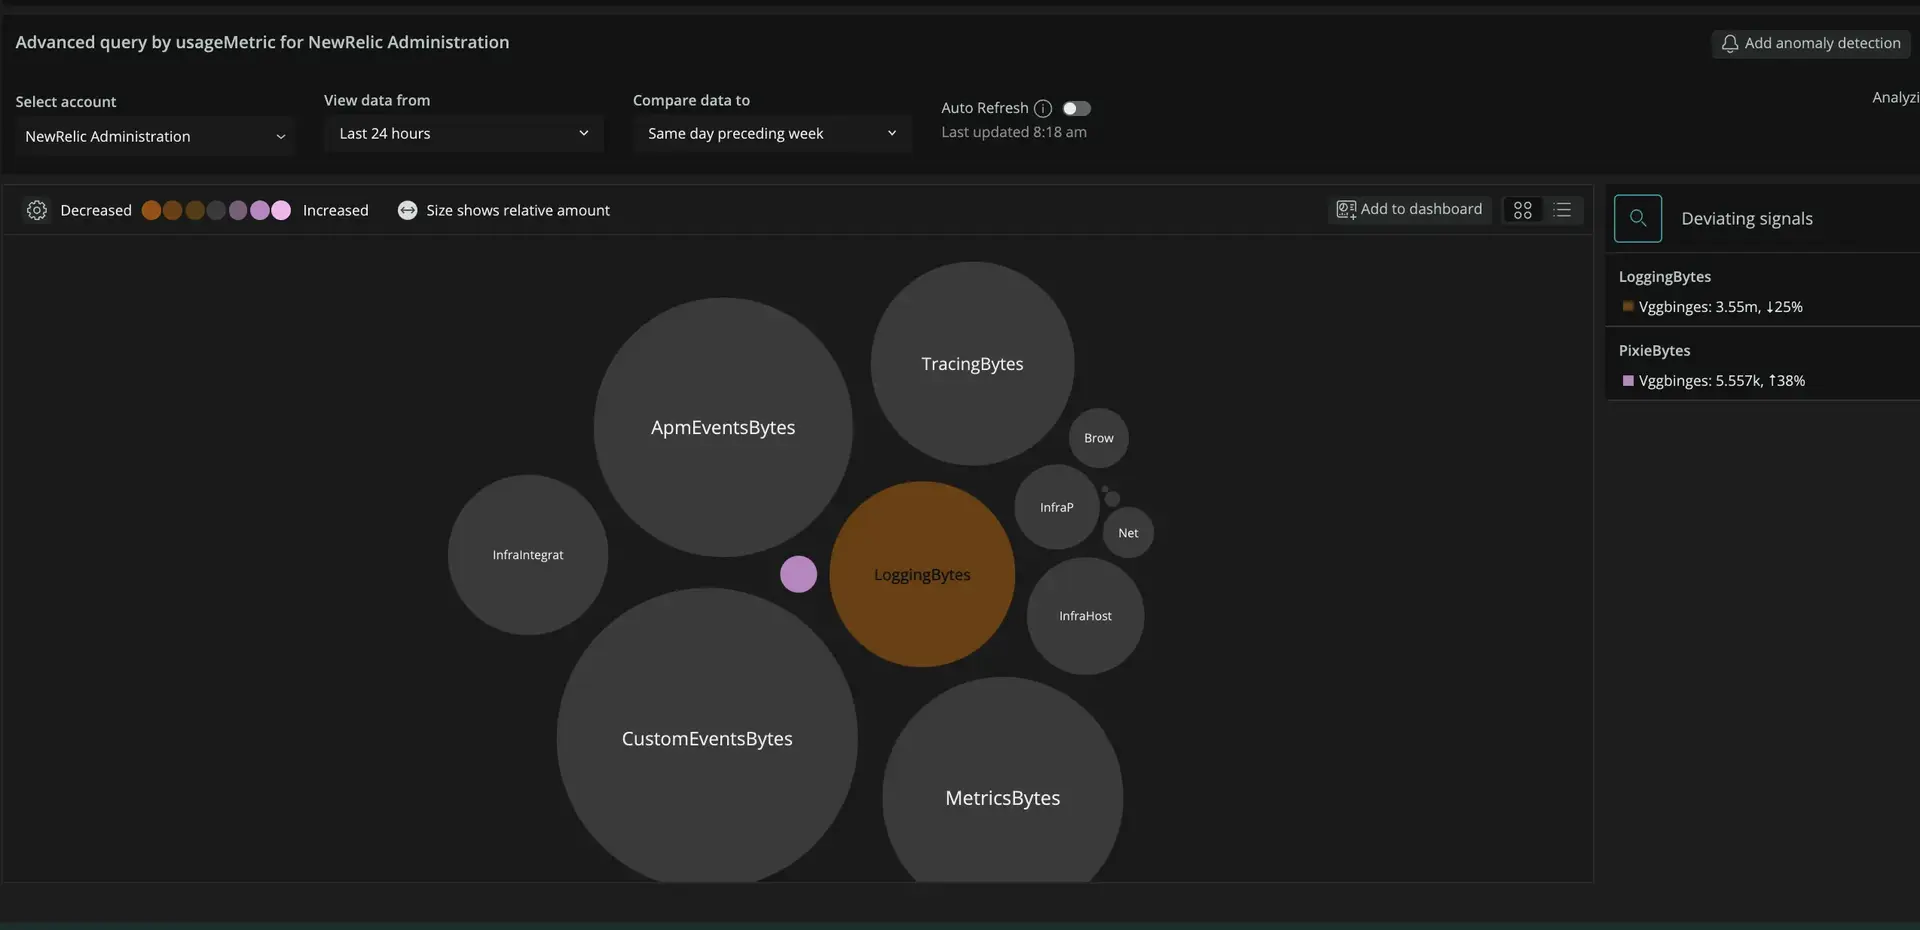 Advanced query by usageMetric for NewRelic Administration
Add anomaly detection
Select account
View data from
Compare data to
Auto Refresh
Analyzi
NewRelic Administration
Last 24 hours
Same day preceding week
Last updated 8:18 am
Decreased
Increased
Size shows relative amount
Add to dashboard
Deviating signals
LoggingBytes
Vggbinges: 3.55m, ↓25%
PixieBytes
Vggbinges: 5.557k, ↑38%
TracingBytes
ApmEventsBytes
Brow
InfraP
Net
InfraIntegrat
LoggingBytes
InfraHost
CustomEventsBytes
MetricsBytes